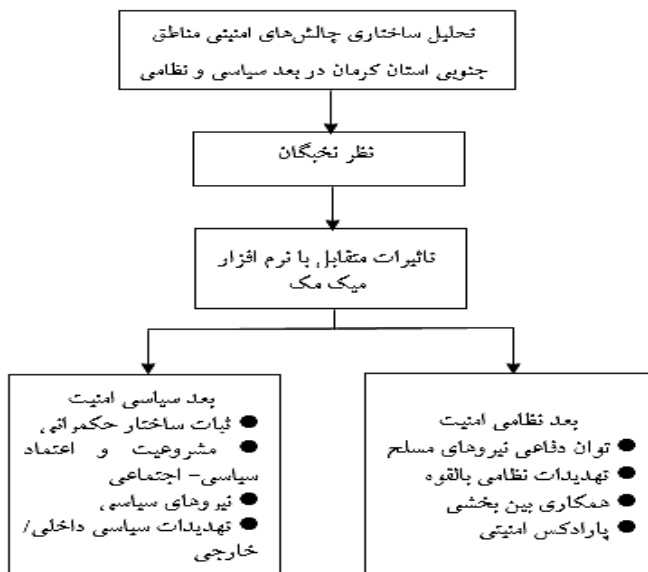 تحلیل ساختاری چالش‌های امنیتی مناطق
جنوبی استان کرمان در بعد سیاسی و نظامی
نظر نخبگان
تاثیرات متقابل با نرم افزار
میک مک
بعد نظامی امنیت
● توان دفاعی نیروهای مسلح
● تهدیدات نظامی بالقوه
● همکاری بین بخشی
● پارادکس امنیتی
بعد سیاسی امنیت
● ثبات ساختار حکمرانی
● مشروعیت و اعتماد
سیاسی- اجتماعی
● نیروهای سیاسی
● تهدیدات سیاسی داخلی/
خارجی